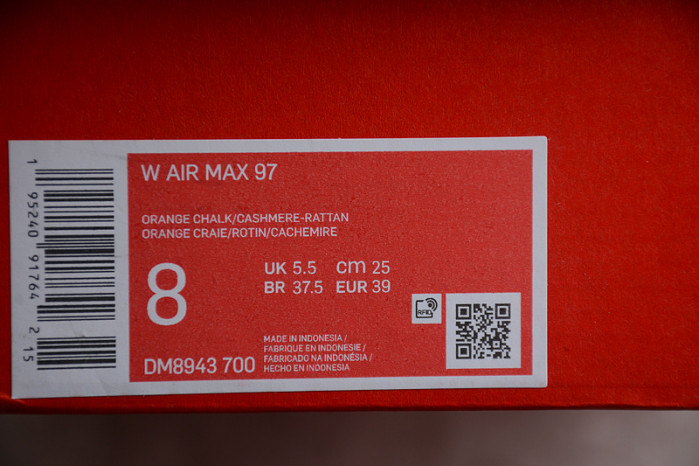 1 95240 91764 2 15
W AIR MAX 97
ORANGE CHALK/CASHMERE-RATTAN
ORANGE CRAIE/ROTIN/CACHEMIRE
8
UK 5.5 cm 25
BR 37.5 EUR 39
RFID
DM8943 700
MADE IN INDONESIA /
FABRIQUE EN INDONESIE /
FABRICADO NA INDONÉSIA /
HECHO EN INDONESIA